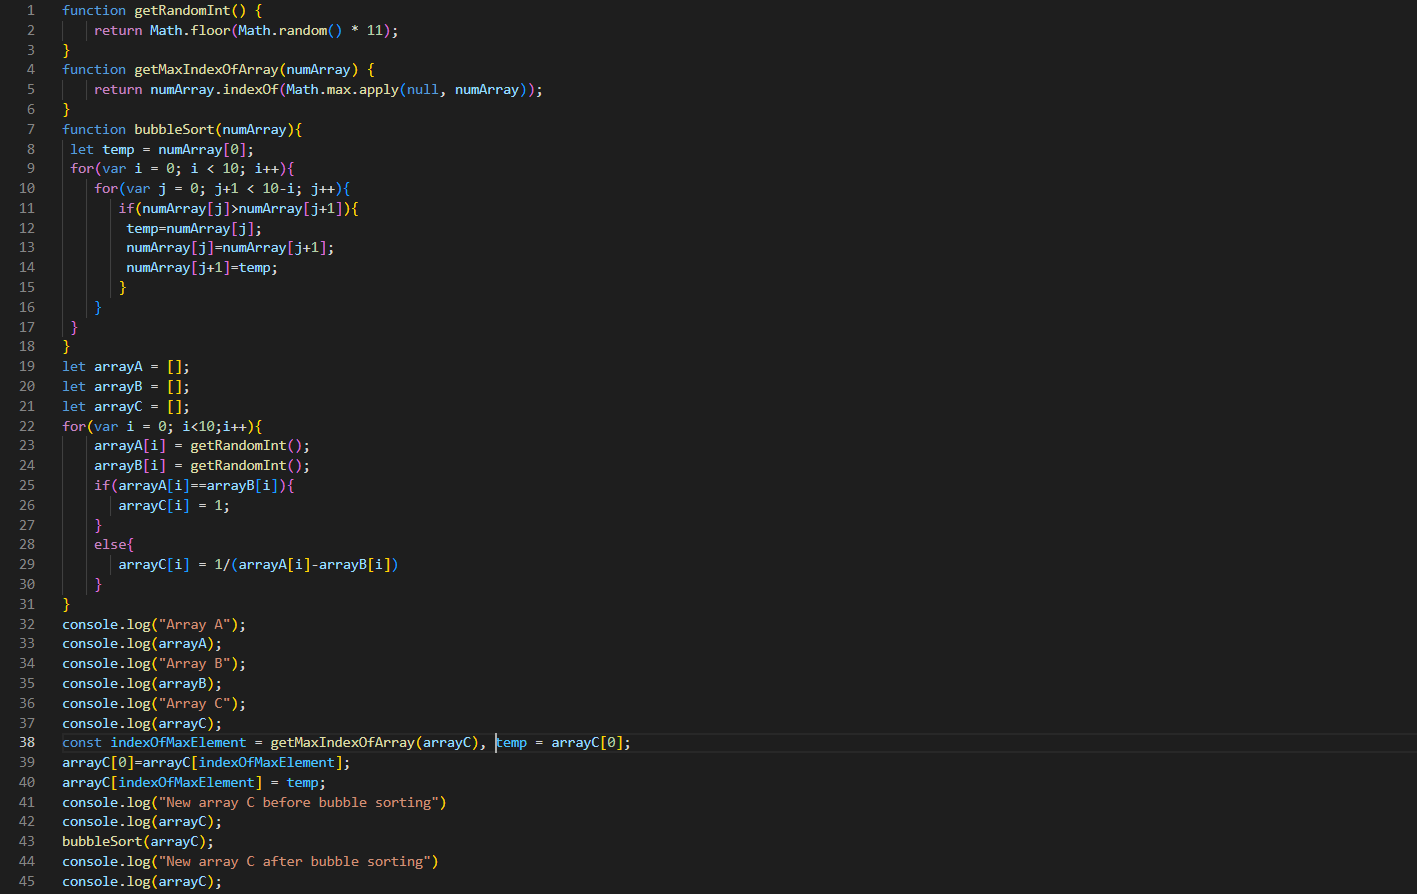 1 function getRandomInt() {
2 return Math.floor(Math.random() * 11);
3 }
4 function getMaxIndexOfArray(numArray) {
5 return numArray.indexOf(Math.max.apply(null, numArray));
6 }
7 function bubbleSort(numArray){
8 let temp = numArray[0];
9 for(var i = 0; i < 10; i++){
10 for(var j = 0; j+1 < 10-i; j++){
11 if(numArray[j]>numArray[j+1]){
12 temp=numArray[j];
13 numArray[j]=numArray[j+1];
14 numArray[j+1]=temp;
15 }
16 }
17 }
18 }
19 let arrayA = [];
20 let arrayB = [];
21 let arrayC = [];
22 for(var i = 0; i<10;i++){
23 arrayA[i] = getRandomInt();
24 arrayB[i] = getRandomInt();
25 if(arrayA[i]==arrayB[i]){
26 arrayC[i] = 1;
27 }
28 else{
29 arrayC[i] = 1/(arrayA[i]-arrayB[i])
30 }
31 }
32 console.log("Array A");
33 console.log(arrayA);
34 console.log("Array B");
35 console.log(arrayB);
36 console.log("Array C");
37 console.log(arrayC);
38 const indexOfMaxElement = getMaxIndexOfArray(arrayC), temp = arrayC[0];
39 arrayC[0]=arrayC[indexOfMaxElement];
40 arrayC[indexOfMaxElement] = temp;
41 console.log("New array C before bubble sorting")
42 console.log(arrayC);
43 bubbleSort(arrayC);
44 console.log("New array C after bubble sorting")
45 console.log(arrayC);